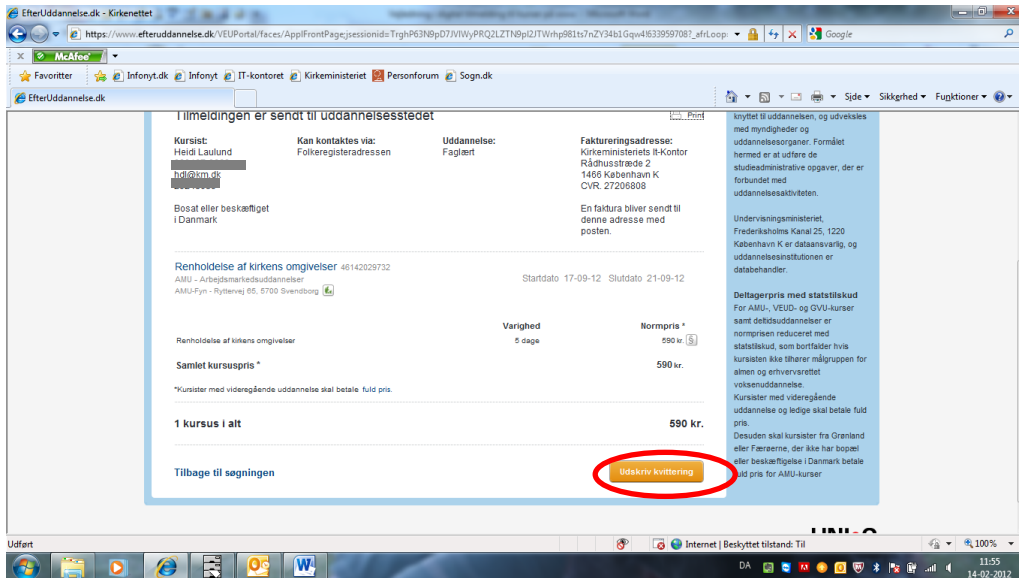 EfterUddannelse.dk - Kirkenettet
https://www.efteruddannelse.dk/VEUPortal/faces/ApplFrontPage;jsessionid=
Google
X McAfee
Favoritter Infonyt.dk Infonyt IT-kontoret Kirkeministeriet Personforum Sogn.dk
EfterUddannelse.dk
Side Sikkerhed Funktioner
Tilmeldingen er sendt til uddannelsesstedet
Print
Kursist:
Heidi Laulund
hdl@km.dk
Bosat eller beskæftiget
i Danmark
Kan kontaktes via:
Folkeregisteradressen
Uddannelse:
Faglært
Faktureringsadresse:
Kirkeministeriets It-Kontor
Rådhusstræde 2
1466 København K
CVR. 27206808
En faktura bliver sendt til
denne adresse med
posten.
Renholdelse af kirkens omgivelser 46142029732
AMU - Arbejdsmarkedsuddannelser
AMU-Fyn - Ryttervej 65, 5700 Svendborg
Startdato 17-09-12 Slutdato 21-09-12
Varighed Normpris *
Renholdelse af kirkens omgivelser 5 dage 590 kr. §
Samlet kursuspris * 590 kr.
*Kursister med videregående uddannelse skal betale fuld pris.
1 kursus i alt 590 kr.
Tilbage til søgningen Udskriv kvittering
knyttet til uddannelsen, og udveksles
med myndigheder og
uddannelsesorganer. Formålet
hermed er at udføre de
studieadministrative opgaver, der er
forbundet med
uddannelsesaktiviteten.
Undervisningsministeriet,
Frederiksholms Kanal 25, 1220
København K er dataansvarlig, og
uddannelsesinstitutionen er
databehandler.
Deltagerpris med statstilskud
For AMU-, VEUD- og GVU-kurser
samt deltidsuddannelser er
normprisen reduceret med
statstilskud, som bortfalder hvis
kursisten ikke tilhører målgruppen for
almen og erhvervsrettet
voksenuddannelse.
Kursister med videregående
uddannelse og ledige skal betale fuld
pris.
Desuden skal kursister fra Grønland
eller Færøerne, der ikke har bopæl
eller beskæftigelse i Danmark betale
fuld pris for AMU-kurser
Udført
Internet | Beskyttet tilstand: Til
100%
DA
11:55
14-02-2012